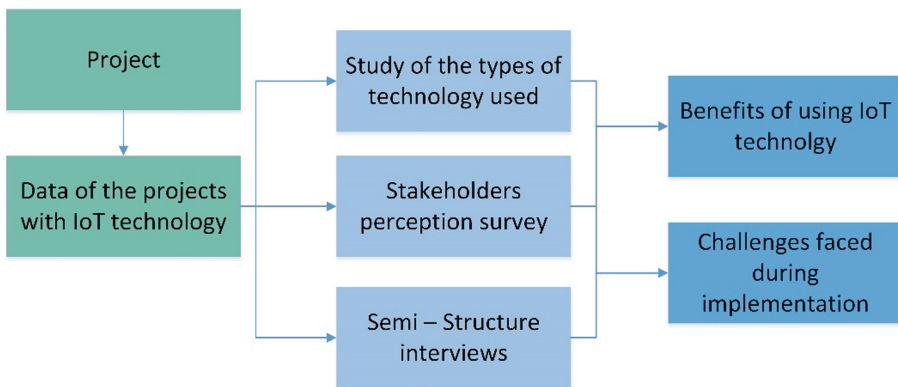 Project
Data of the projects
with IoT technology
Study of the types of
technology used
Stakeholders
perception survey
Semi – Structure
interviews
Benefits of using IoT
technolgy
Challenges faced
during
implementation